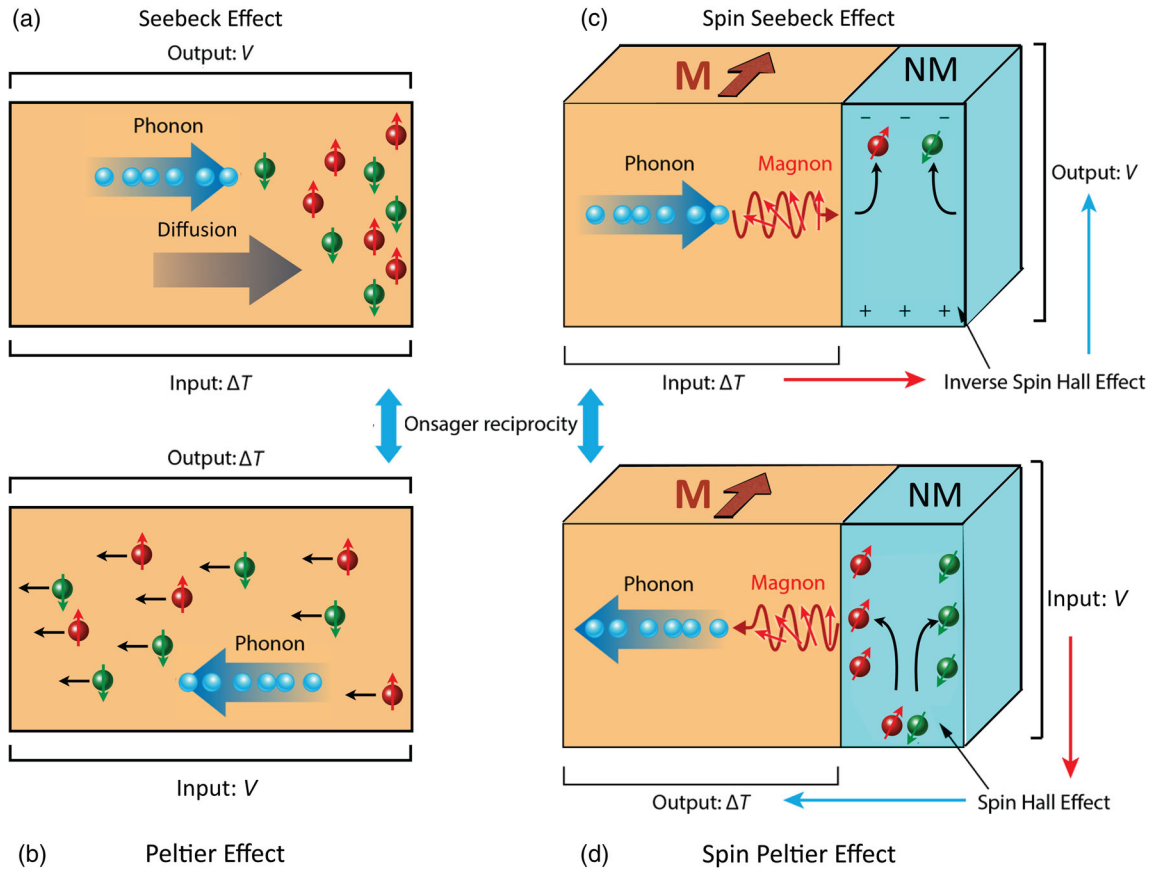 (a) Seebeck Effect
Output: V
Phonon
Diffusion
Input: ΔT
(c) Spin Seebeck Effect
M
NM
Phonon
Magnon
– – –
+ + +
Output: V
Input: ΔT
Inverse Spin Hall Effect
Onsager reciprocity
Output: ΔT
Phonon
Input: V
(b) Peltier Effect
M
NM
Phonon
Magnon
Input: V
Output: ΔT
Spin Hall Effect
(d) Spin Peltier Effect